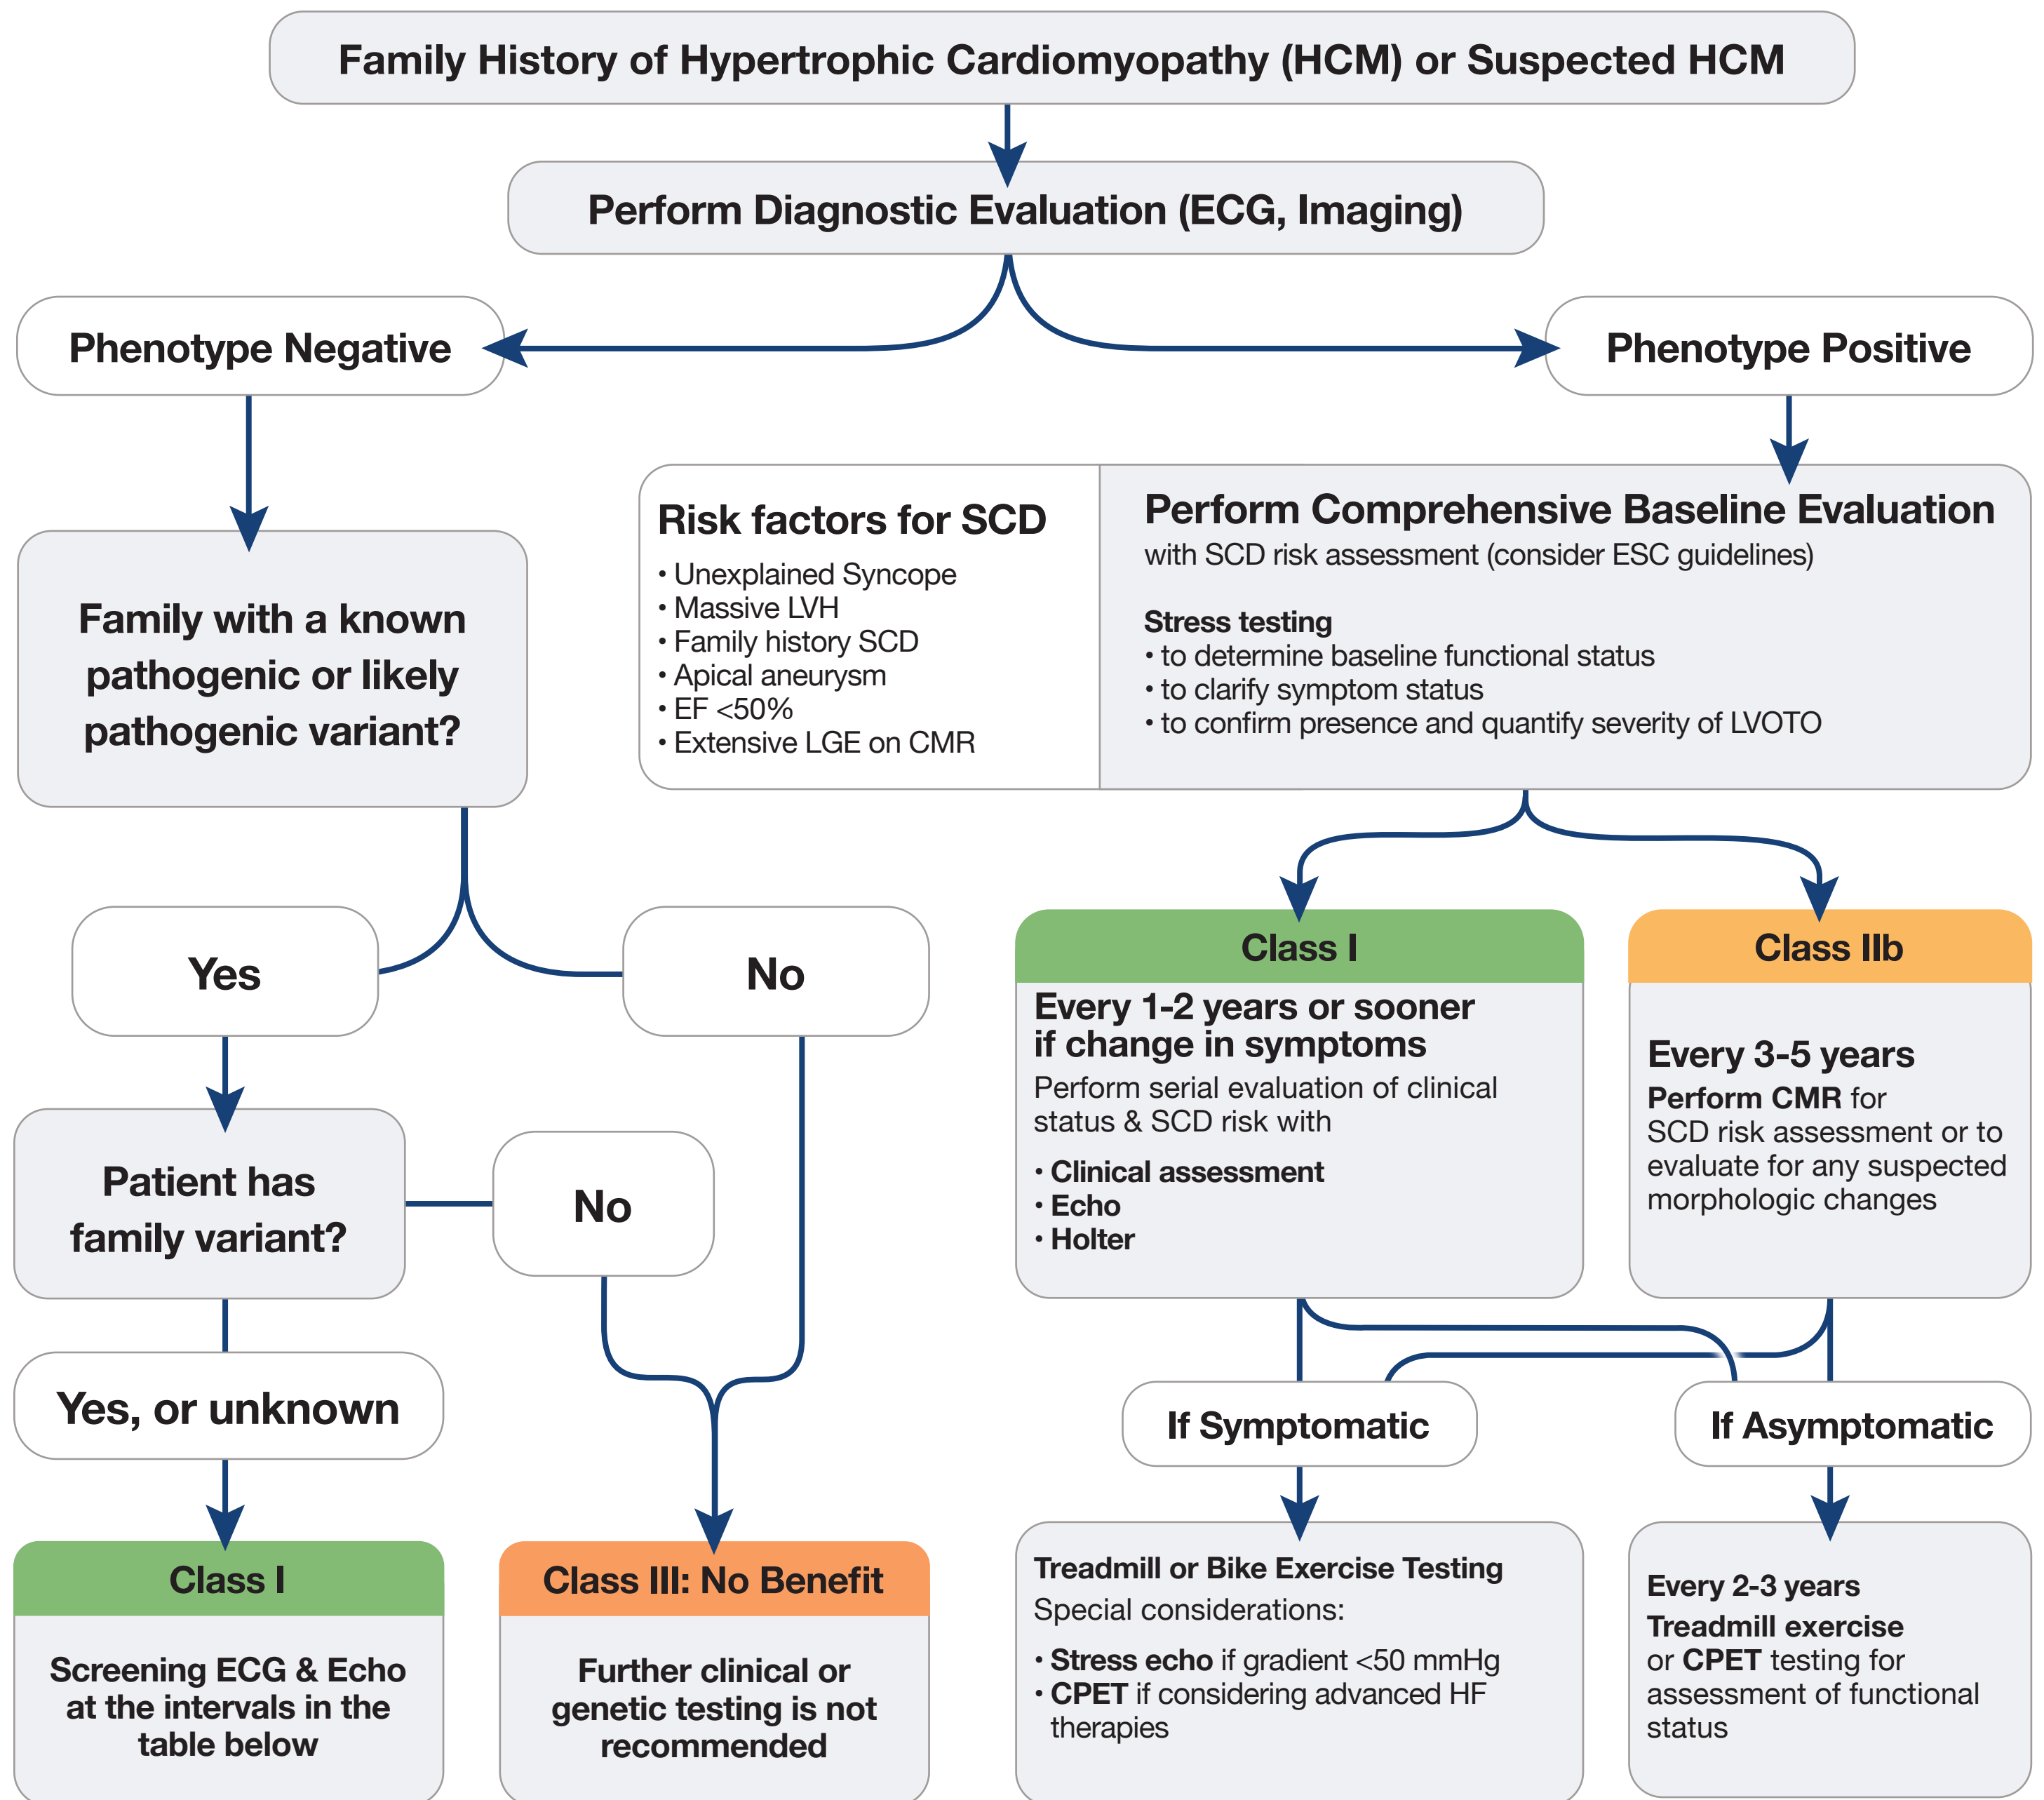 Family History of Hypertrophic Cardiomyopathy (HCM) or Suspected HCM
Perform Diagnostic Evaluation (ECG, Imaging)
Phenotype Negative
Phenotype Positive
Family with a known
pathogenic or likely
pathogenic variant?
Risk factors for SCD
• Unexplained Syncope
• Massive LVH
• Family history SCD
• Apical aneurysm
• EF <50%
• Extensive LGE on CMR
Perform Comprehensive Baseline Evaluation
with SCD risk assessment (consider ESC guidelines)
Stress testing
• to determine baseline functional status
• to clarify symptom status
• to confirm presence and quantify severity of LVOTO
Yes
No
Patient has
family variant?
No
Yes, or unknown
Class I
Screening ECG & Echo
at the intervals in the
table below
Class III: No Benefit
Further clinical or
genetic testing is not
recommended
Class I
Every 1-2 years or sooner
if change in symptoms
Perform serial evaluation of clinical
status & SCD risk with
• Clinical assessment
• Echo
• Holter
Class IIb
Every 3-5 years
Perform CMR for
SCD risk assessment or to
evaluate for any suspected
morphologic changes
If Symptomatic
If Asymptomatic
Treadmill or Bike Exercise Testing
Special considerations:
• Stress echo if gradient <50 mmHg
• CPET if considering advanced HF
therapies
Every 2-3 years
Treadmill exercise
or CPET testing for
assessment of functional
status